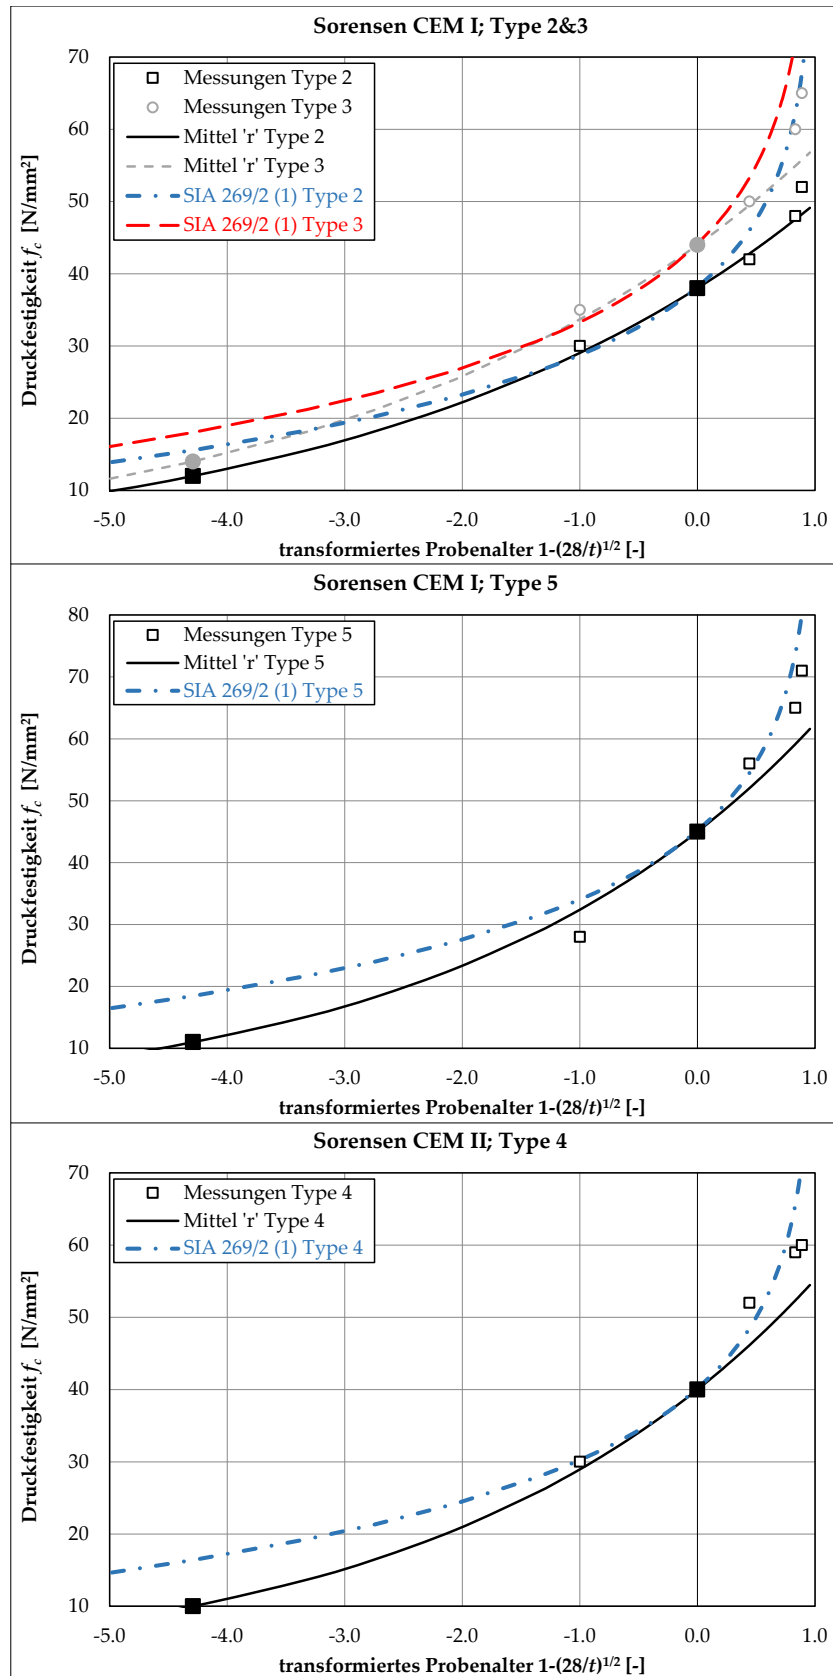 Sorensen CEM I; Type 2&3
70
60
50
40
30
20
10
Druckfestigkeit f_c [N/mm²]
Messungen Type 2
Messungen Type 3
Mittel 'r' Type 2
Mittel 'r' Type 3
SIA 269/2 (1) Type 2
SIA 269/2 (1) Type 3
-5.0 -4.0 -3.0 -2.0 -1.0 0.0 1.0
transformiertes Probenalter 1-(28/t)^1/2 [-]
Sorensen CEM I; Type 5
80
70
60
50
40
30
20
10
Druckfestigkeit f_c [N/mm²]
Messungen Type 5
Mittel 'r' Type 5
SIA 269/2 (1) Type 5
-5.0 -4.0 -3.0 -2.0 -1.0 0.0 1.0
transformiertes Probenalter 1-(28/t)^1/2 [-]
Sorensen CEM II; Type 4
70
60
50
40
30
20
10
Druckfestigkeit f_c [N/mm²]
Messungen Type 4
Mittel 'r' Type 4
SIA 269/2 (1) Type 4
-5.0 -4.0 -3.0 -2.0 -1.0 0.0 1.0
transformiertes Probenalter 1-(28/t)^1/2 [-]